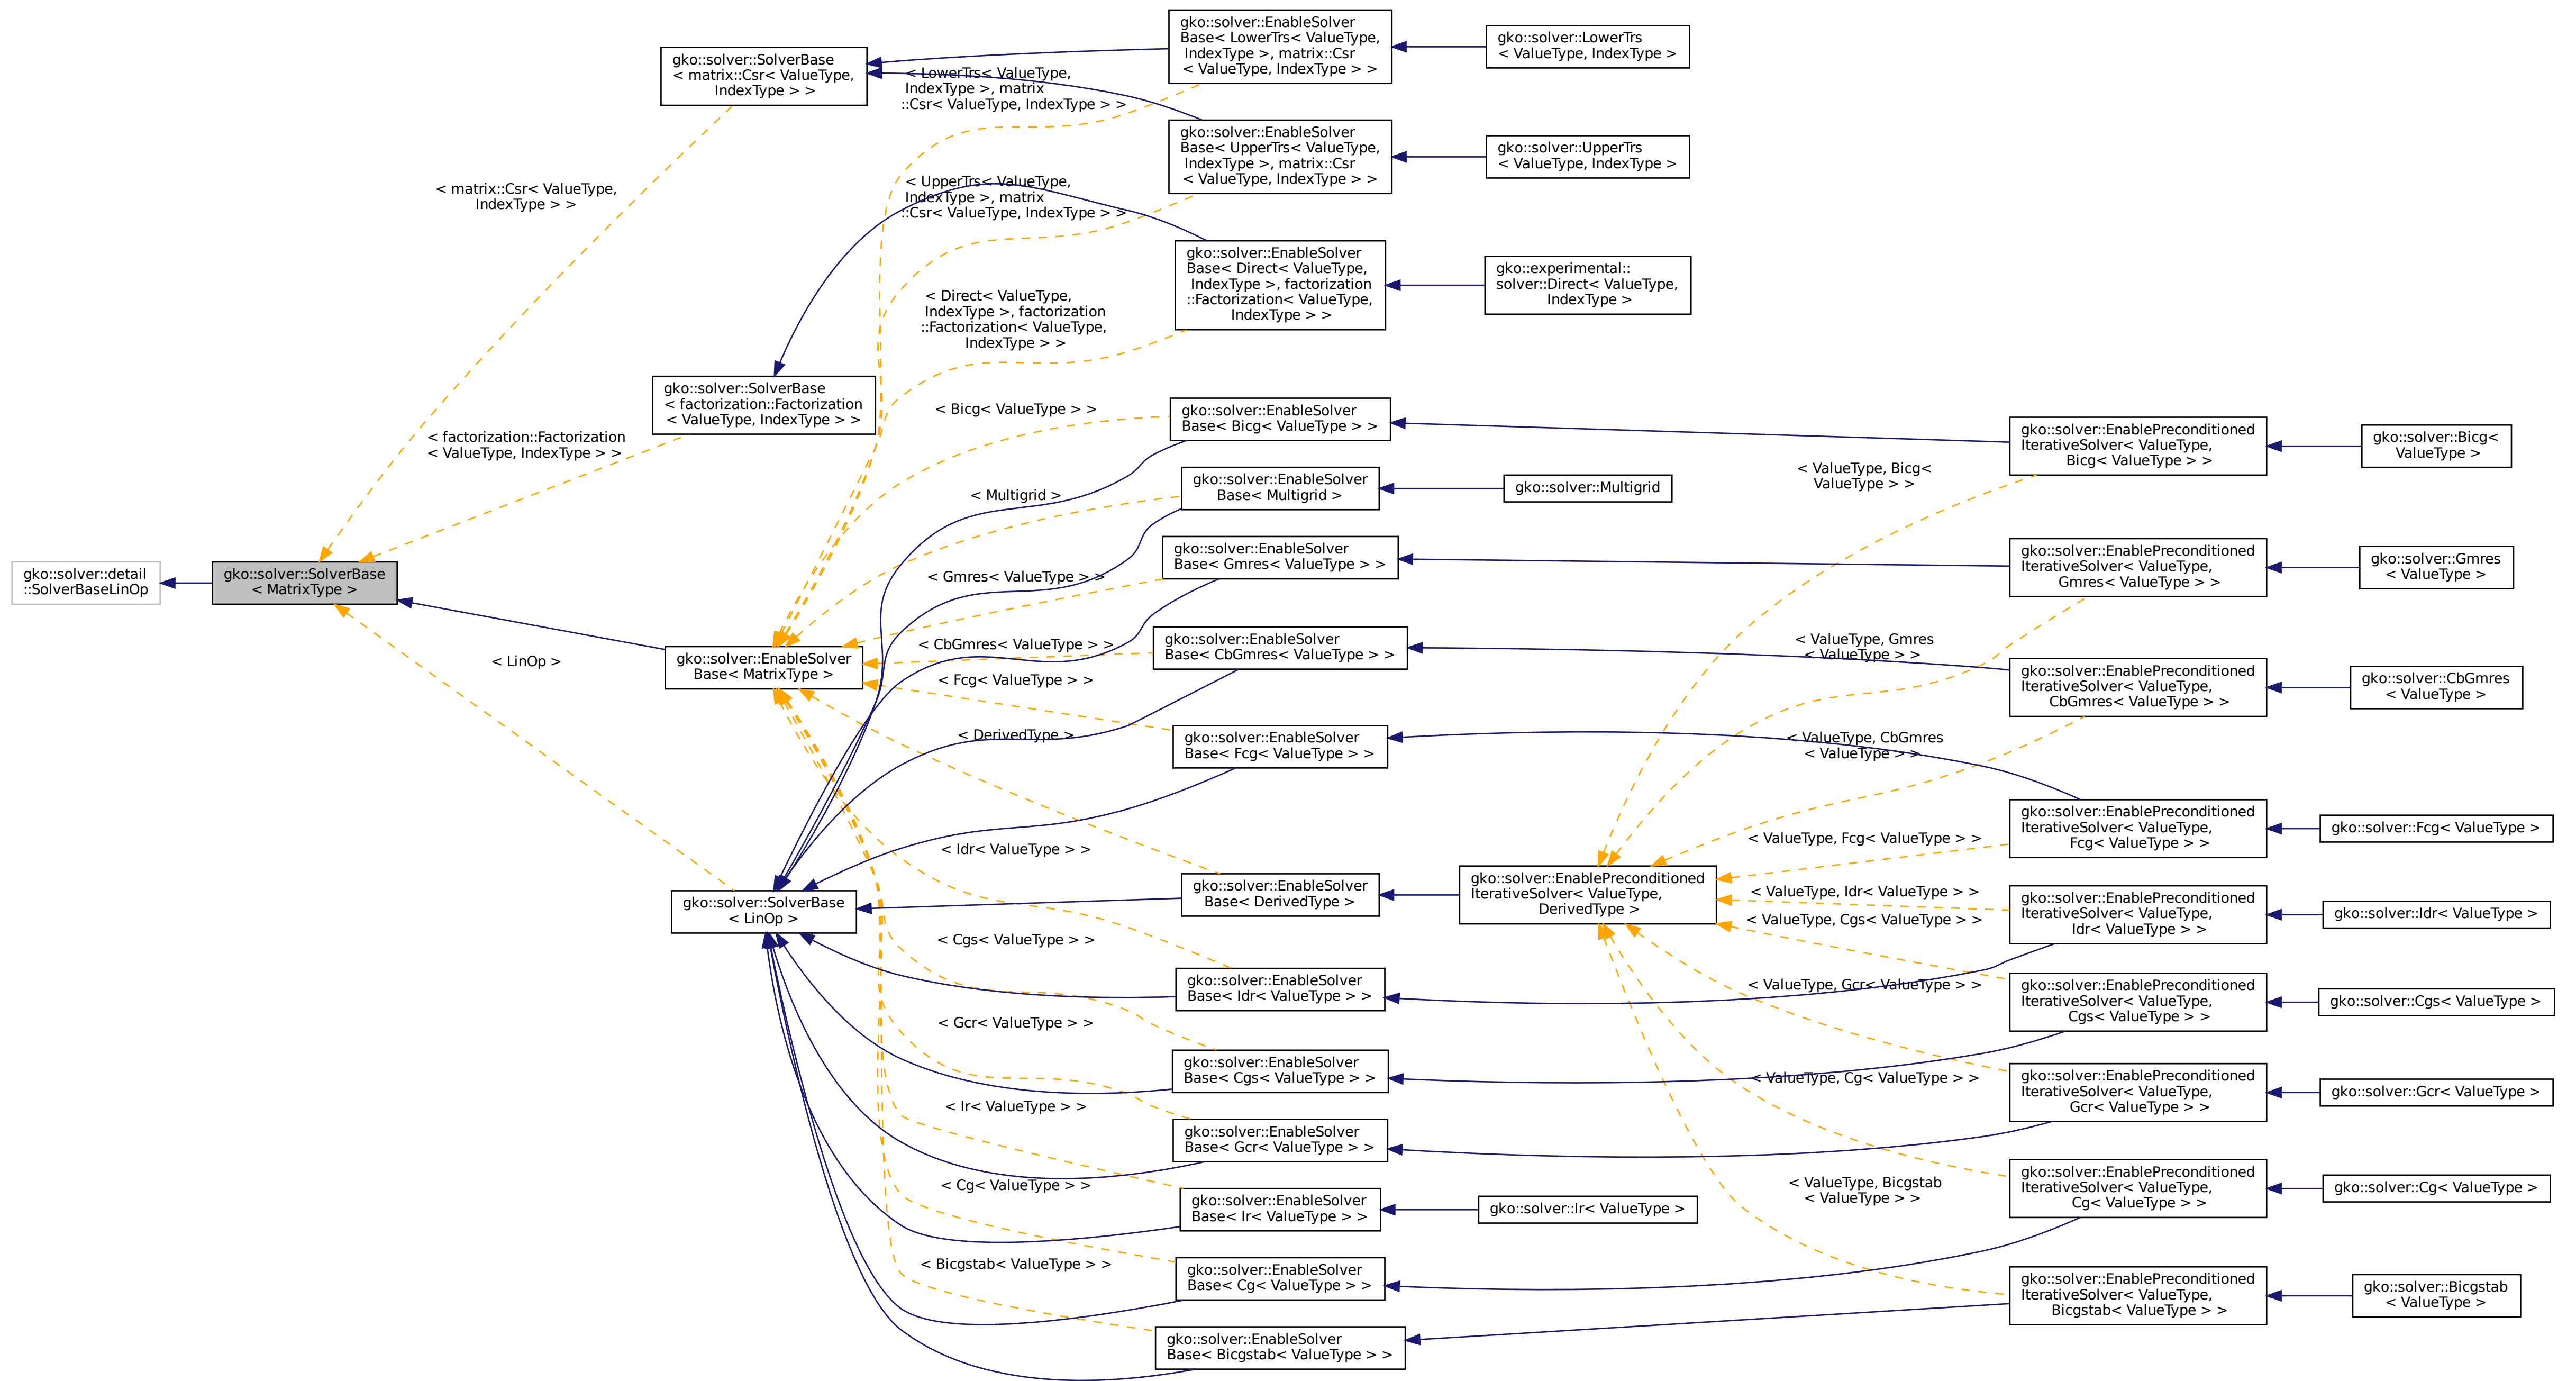 gko::solver::detail
::SolverBaseLinOp
gko::solver::SolverBase
< MatrixType >
< matrix::Csr< ValueType,
IndexType > >
< factorization::Factorization
< ValueType, IndexType > >
< LinOp >
gko::solver::SolverBase
< matrix::Csr< ValueType,
IndexType > >
gko::solver::SolverBase
< factorization::Factorization
< ValueType, IndexType > >
gko::solver::EnableSolver
Base< MatrixType >
gko::solver::SolverBase
< LinOp >
< LowerTrs< ValueType,
IndexType >, matrix
::Csr< ValueType, IndexType > >
< UpperTrs< ValueType,
IndexType >, matrix
::Csr< ValueType, IndexType > >
< Direct< ValueType,
IndexType >, factorization
::Factorization< ValueType,
IndexType > >
< Bicg< ValueType > >
< Multigrid >
< Gmres< ValueType > >
< CbGmres< ValueType > >
< Fcg< ValueType > >
< DerivedType >
< Idr< ValueType > >
< Cgs< ValueType > >
< Gcr< ValueType > >
< Ir< ValueType > >
< Cg< ValueType > >
< Bicgstab< ValueType > >
gko::solver::EnableSolver
Base< LowerTrs< ValueType,
IndexType >, matrix::Csr
< ValueType, IndexType > >
gko::solver::EnableSolver
Base< UpperTrs< ValueType,
IndexType >, matrix::Csr
< ValueType, IndexType > >
gko::solver::EnableSolver
Base< Direct< ValueType,
IndexType >, factorization
::Factorization< ValueType,
IndexType > >
gko::solver::EnableSolver
Base< Bicg< ValueType > >
gko::solver::EnableSolver
Base< Multigrid >
gko::solver::EnableSolver
Base< Gmres< ValueType > >
gko::solver::EnableSolver
Base< CbGmres< ValueType > >
gko::solver::EnableSolver
Base< Fcg< ValueType > >
gko::solver::EnableSolver
Base< DerivedType >
gko::solver::EnableSolver
Base< Idr< ValueType > >
gko::solver::EnableSolver
Base< Cgs< ValueType > >
gko::solver::EnableSolver
Base< Gcr< ValueType > >
gko::solver::EnableSolver
Base< Ir< ValueType > >
gko::solver::EnableSolver
Base< Cg< ValueType > >
gko::solver::EnableSolver
Base< Bicgstab< ValueType > >
gko::solver::LowerTrs
< ValueType, IndexType >
gko::solver::UpperTrs
< ValueType, IndexType >
gko::experimental::
solver::Direct< ValueType,
IndexType >
gko::solver::Multigrid
gko::solver::EnablePreconditioned
IterativeSolver< ValueType,
DerivedType >
gko::solver::Ir< ValueType >
< ValueType, Bicg<
ValueType > >
< ValueType, Gmres
< ValueType > >
< ValueType, CbGmres
< ValueType > >
< ValueType, Fcg< ValueType > >
< ValueType, Idr< ValueType > >
< ValueType, Cgs< ValueType > >
< ValueType, Gcr< ValueType > >
< ValueType, Cg< ValueType > >
< ValueType, Bicgstab
< ValueType > >
gko::solver::EnablePreconditioned
IterativeSolver< ValueType,
Bicg< ValueType > >
gko::solver::EnablePreconditioned
IterativeSolver< ValueType,
Gmres< ValueType > >
gko::solver::EnablePreconditioned
IterativeSolver< ValueType,
CbGmres< ValueType > >
gko::solver::EnablePreconditioned
IterativeSolver< ValueType,
Fcg< ValueType > >
gko::solver::EnablePreconditioned
IterativeSolver< ValueType,
Idr< ValueType > >
gko::solver::EnablePreconditioned
IterativeSolver< ValueType,
Cgs< ValueType > >
gko::solver::EnablePreconditioned
IterativeSolver< ValueType,
Gcr< ValueType > >
gko::solver::EnablePreconditioned
IterativeSolver< ValueType,
Cg< ValueType > >
gko::solver::EnablePreconditioned
IterativeSolver< ValueType,
Bicgstab< ValueType > >
gko::solver::Bicg<
ValueType >
gko::solver::Gmres
< ValueType >
gko::solver::CbGmres
< ValueType >
gko::solver::Fcg< ValueType >
gko::solver::Idr< ValueType >
gko::solver::Cgs< ValueType >
gko::solver::Gcr< ValueType >
gko::solver::Cg< ValueType >
gko::solver::Bicgstab
< ValueType >